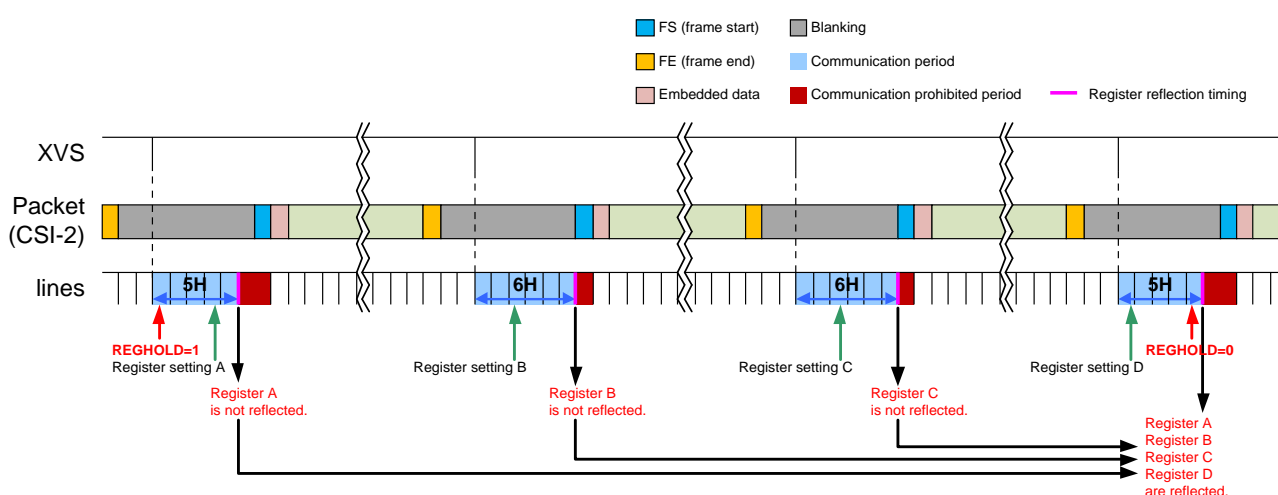 FS (frame start)
Blanking
FE (frame end)
Communication period
Embedded data
Communication prohibited period
Register reflection timing
XVS
Packet
(CSI-2)
lines
5H
6H
6H
5H
REGHOLD=1
Register setting A
Register setting B
Register setting C
Register setting D
REGHOLD=0
Register A
is not reflected.
Register B
is not reflected.
Register C
is not reflected.
Register A
Register B
Register C
Register D
are reflected.